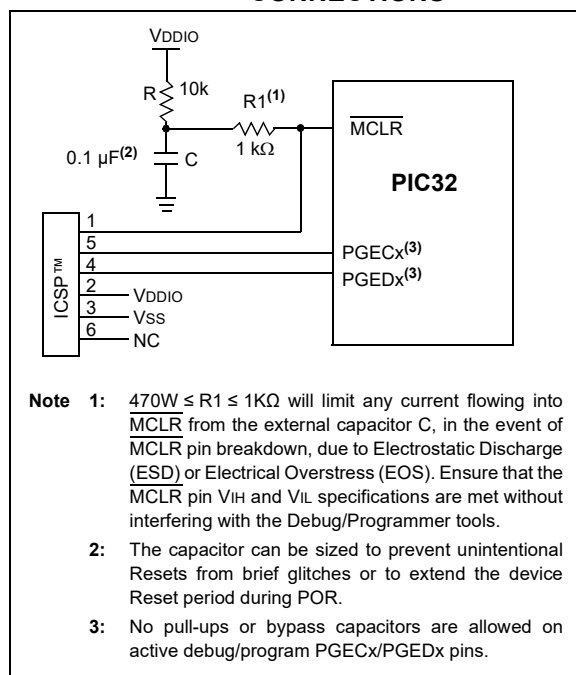 VDDIO
R 10k
R1(1)
1 kΩ
0.1 µF(2) C
MCLR
PIC32
ICSP™
1
5
4
2
3
6
PGECx(3)
PGEDx(3)
VDDIO
VSS
NC
Note 1: 470W ≤ R1 ≤ 1KΩ will limit any current flowing into
MCLR from the external capacitor C, in the event of
MCLR pin breakdown, due to Electrostatic Discharge
(ESD) or Electrical Overstress (EOS). Ensure that the
MCLR pin VIH and VIL specifications are met without
interfering with the Debug/Programmer tools.
2: The capacitor can be sized to prevent unintentional
Resets from brief glitches or to extend the device
Reset period during POR.
3: No pull-ups or bypass capacitors are allowed on
active debug/program PGECx/PGEDx pins.